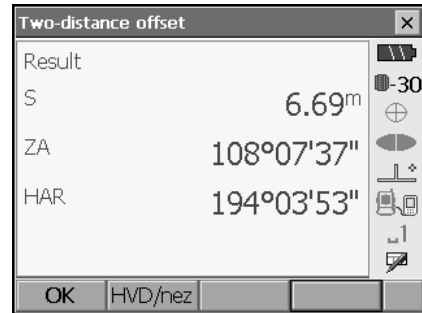 Two-distance offset
Result
S 6.69m
ZA 108°07'37"
HAR 194°03'53"
-30
1
OK HVD/nez